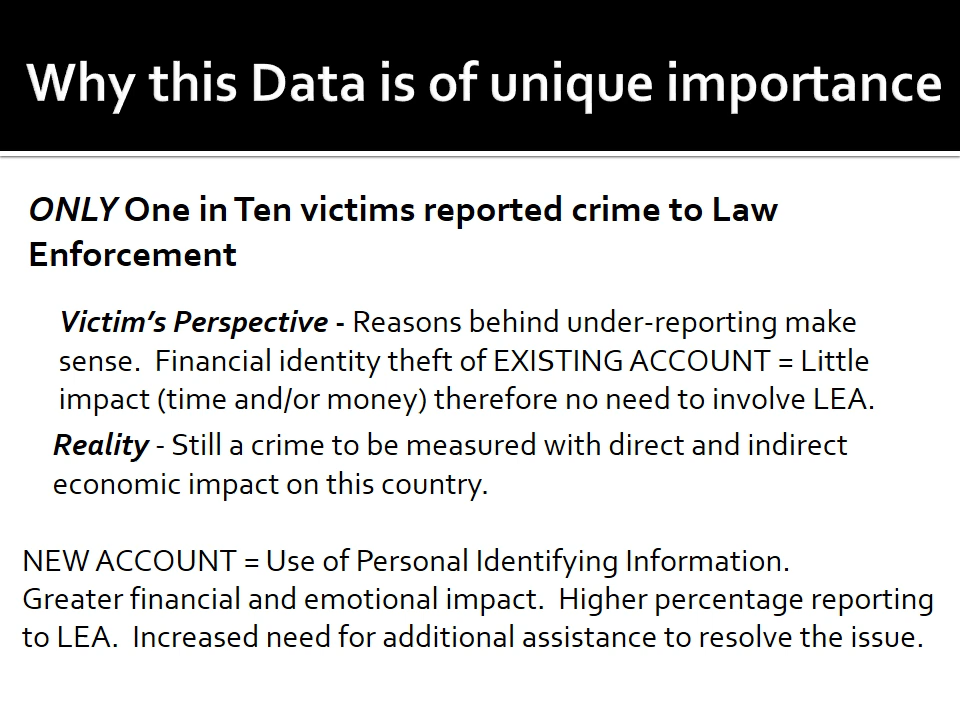 Why this Data is of unique importance
ONLY One in Ten victims reported crime to Law
Enforcement
Victim's Perspective - Reasons behind under-reporting make
sense. Financial identity theft of EXISTING ACCOUNT = Little
impact (time and/or money) therefore no need to involve LEA.
Reality - Still a crime to be measured with direct and indirect
economic impact on this country.
NEW ACCOUNT = Use of Personal Identifying Information.
Greater financial and emotional impact. Higher percentage reporting
to LEA. Increased need for additional assistance to resolve the issue.